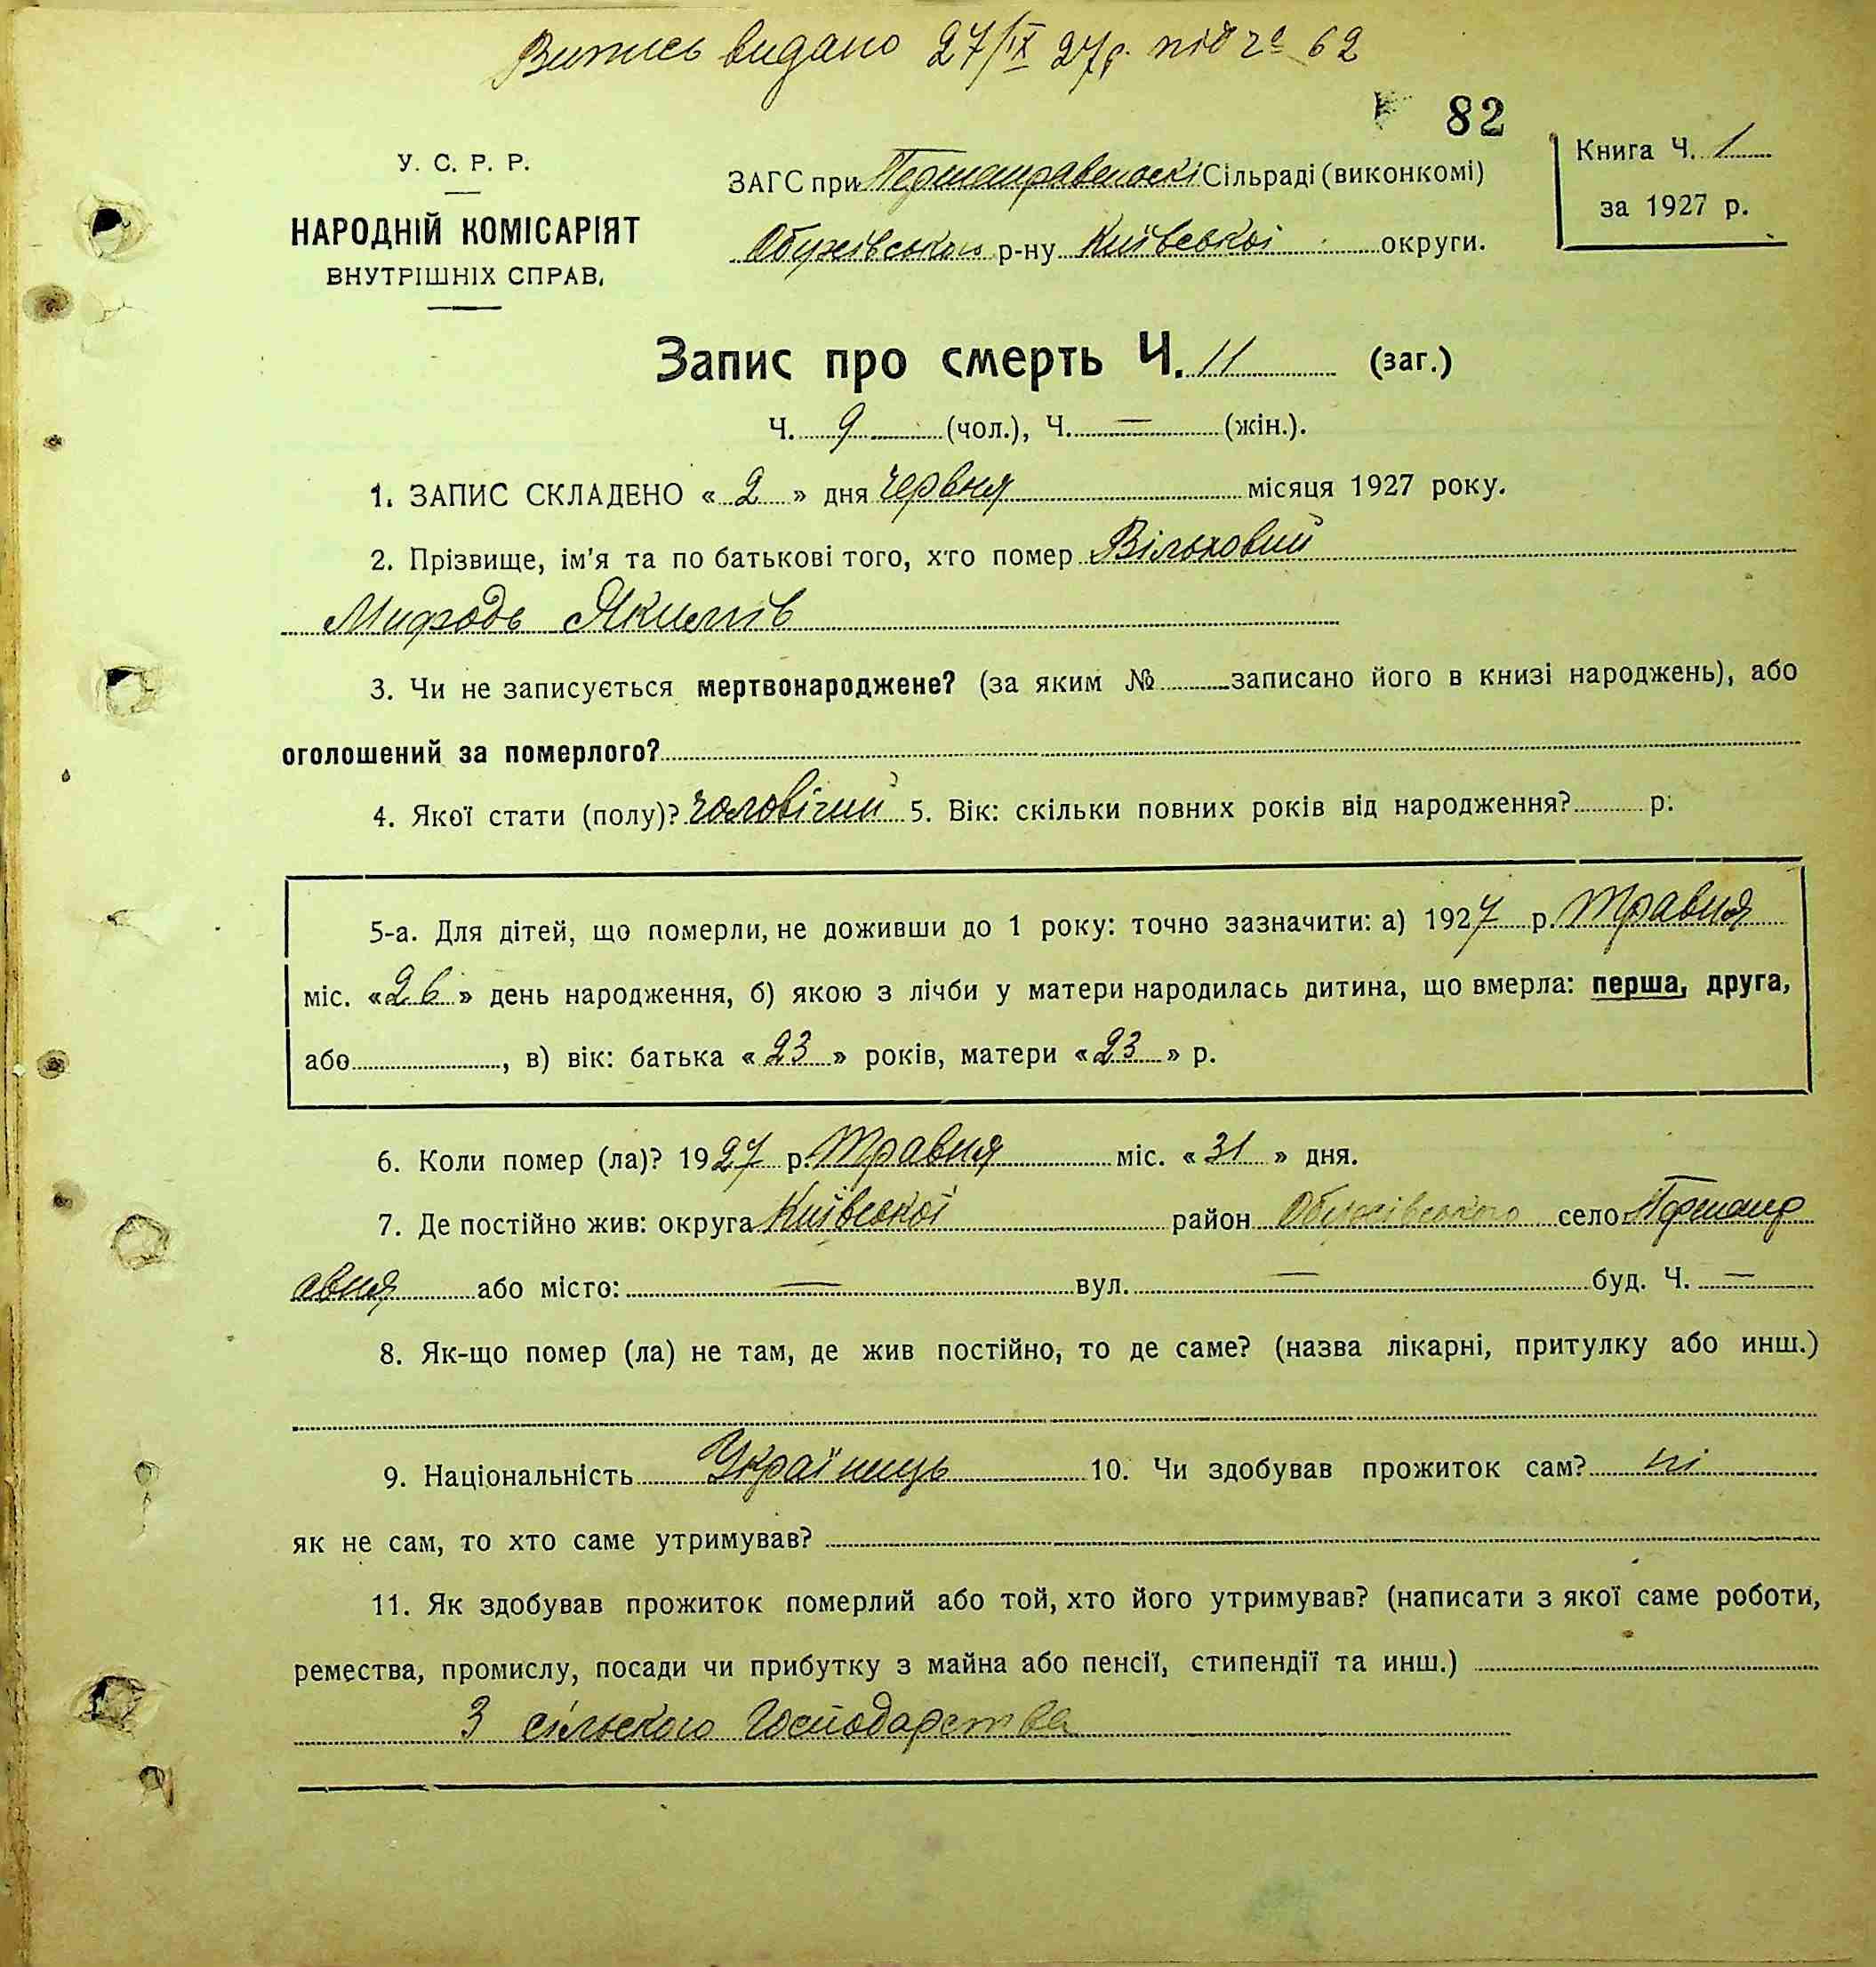 Витись видано 27/IX 27р. під ч 62
82
У. С. Р. Р.
НАРОДНІЙ КОМІСАРІЯТ
ВНУТРІШНІХ СПРАВ.
ЗАГС при Сільраді (виконкомі)
Обухівського р-ну Київської округи.
Книга Ч. 1
за 1927 р.
Запис про смерть Ч. 11 (заг.)
Ч. 9 (чол.), Ч. — (жін.).
1. ЗАПИС СКЛАДЕНО « 2 » дня червня місяця 1927 року.
2. Прізвище, ім'я та по батькові того, хто помер Вільховий
Якимів
3. Чи не записується мертвонароджене? (за яким № записано його в книзі народжень), або
оголошений за померлого?
4. Якої стати (полу)? чоловічий 5. Вік: скільки повних років від народження? р.
5-а. Для дітей, що померли, не доживши до 1 року: точно зазначити: а) 1927 р. Травня
міс. «26» день народження, б) якою з лічби у матери народилась дитина, що вмерла: перша, друга,
або , в) вік: батька « 23 » років, матери « 23 » р.
6. Коли помер (ла)? 1927 р. Травня міс. « 31 » дня.
7. Де постійно жив: округа Київської район Обухівського село
або місто: — вул. — буд. Ч. —
8. Як-що помер (ла) не там, де жив постійно, то де саме? (назва лікарні, притулку або инш.)
9. Національність Українець 10. Чи здобував прожиток сам? ні
як не сам, то хто саме утримував?
11. Як здобував прожиток померлий або той, хто його утримував? (написати з якої саме роботи,
ремества, промислу, посади чи прибутку з майна або пенсії, стипендії та инш.)
З сільского Господарства